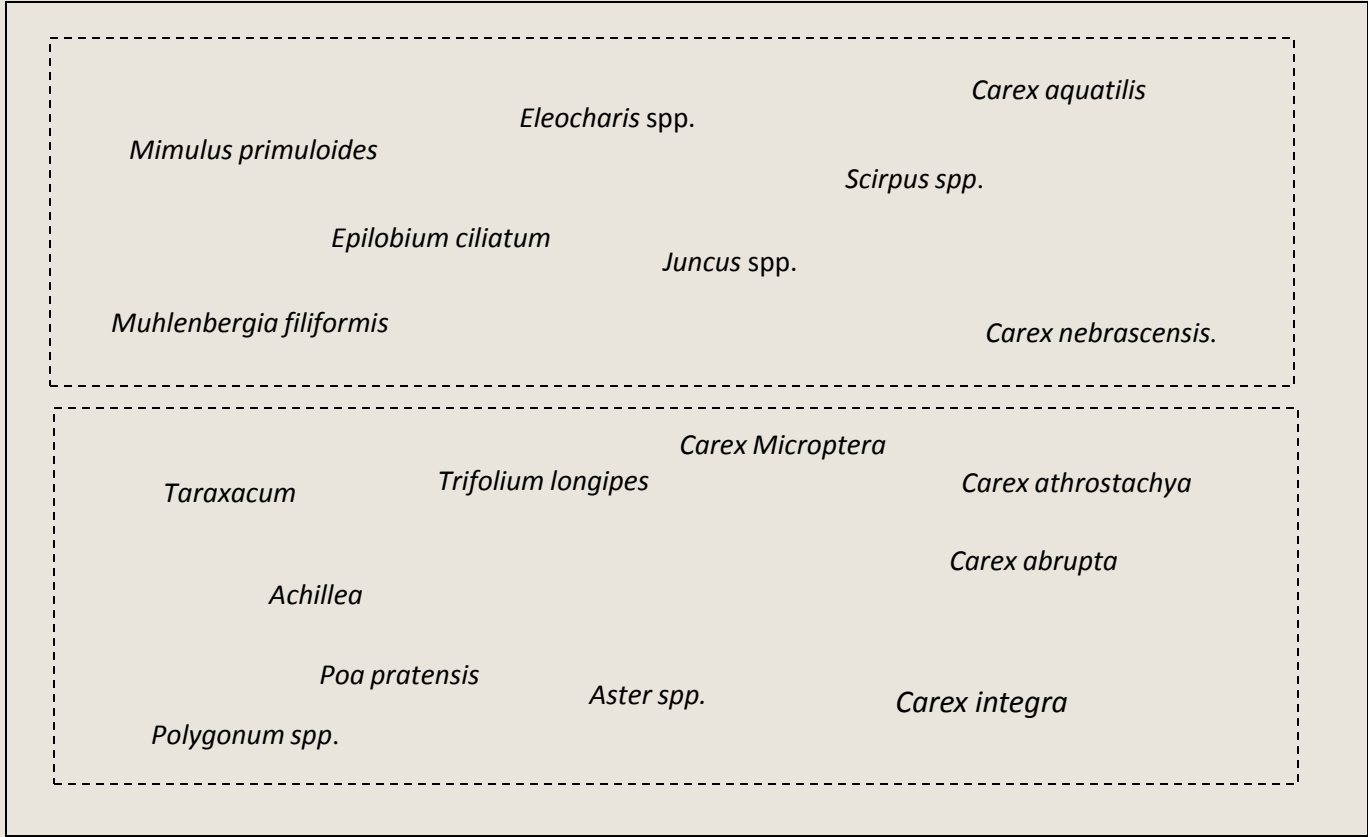 Carex aquatilis
Eleocharis spp.
Mimulus primuloides
Scirpus spp.
Epilobium ciliatum
Juncus spp.
Muhlenbergia filiformis
Carex nebrascensis.
Carex Microptera
Trifolium longipes
Carex athrostachya
Taraxacum
Carex abrupta
Achillea
Poa pratensis
Aster spp.
Carex integra
Polygonum spp.